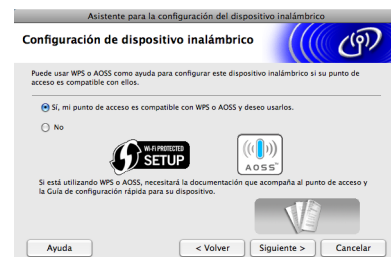 Asistente para la configuración del dispositivo inalámbrico
Configuración de dispositivo inalámbrico
Puede usar WPS o AOSS como ayuda para configurar este dispositivo inalámbrico si su punto de
acceso es compatible con ellos.
Sí, mi punto de acceso es compatible con WPS o AOSS y deseo usarlos.
No
WI-FI PROTECTED
SETUP
AOSS™
Si está utilizando WPS o AOSS, necesitará la documentación que acompaña al punto de acceso y
la Guía de configuración rápida para su dispositivo.
Ayuda
< Volver
Siguiente >
Cancelar